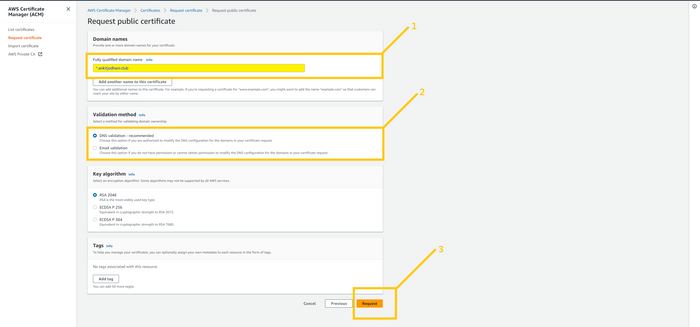 AWS Certificate Manager (ACM)
List certificates
Request certificate
Import certificate
AWS Private CA
AWS Certificate Manager > Certificates > Request certificate > Request public certificate
Request public certificate
Domain names
Provide one or more domain names for your certificate.
Fully qualified domain name Info
Add another name to this certificate
You can add additional names to this certificate. For example, if you're requesting a certificate for "www.example.com", you might want to add the name "example.com" so that customers
can reach your site by either name.
Validation method Info
Select a method for validating domain ownership.
DNS validation - recommended
Choose this option if you are authorized to modify the DNS configuration for the domains in your certificate request.
Email validation
Choose this option if you do not have permission or cannot obtain permission to modify the DNS configuration for the domains in your certificate request.
Key algorithm Info
Select an encryption algorithm. Some algorithms may not be supported by all AWS services.
RSA 2048
RSA is the most widely used key type.
ECDSA P 256
Equivalent in cryptographic strength to RSA 3072.
ECDSA P 384
Equivalent in cryptographic strength to RSA 7680.
Tags Info
To help you manage your certificates, you can optionally assign your own metadata to each resource in the form of tags.
No tags associated with this resource.
Add tag
You can add 50 more tag(s).
Cancel
Previous
Request
1
2
3